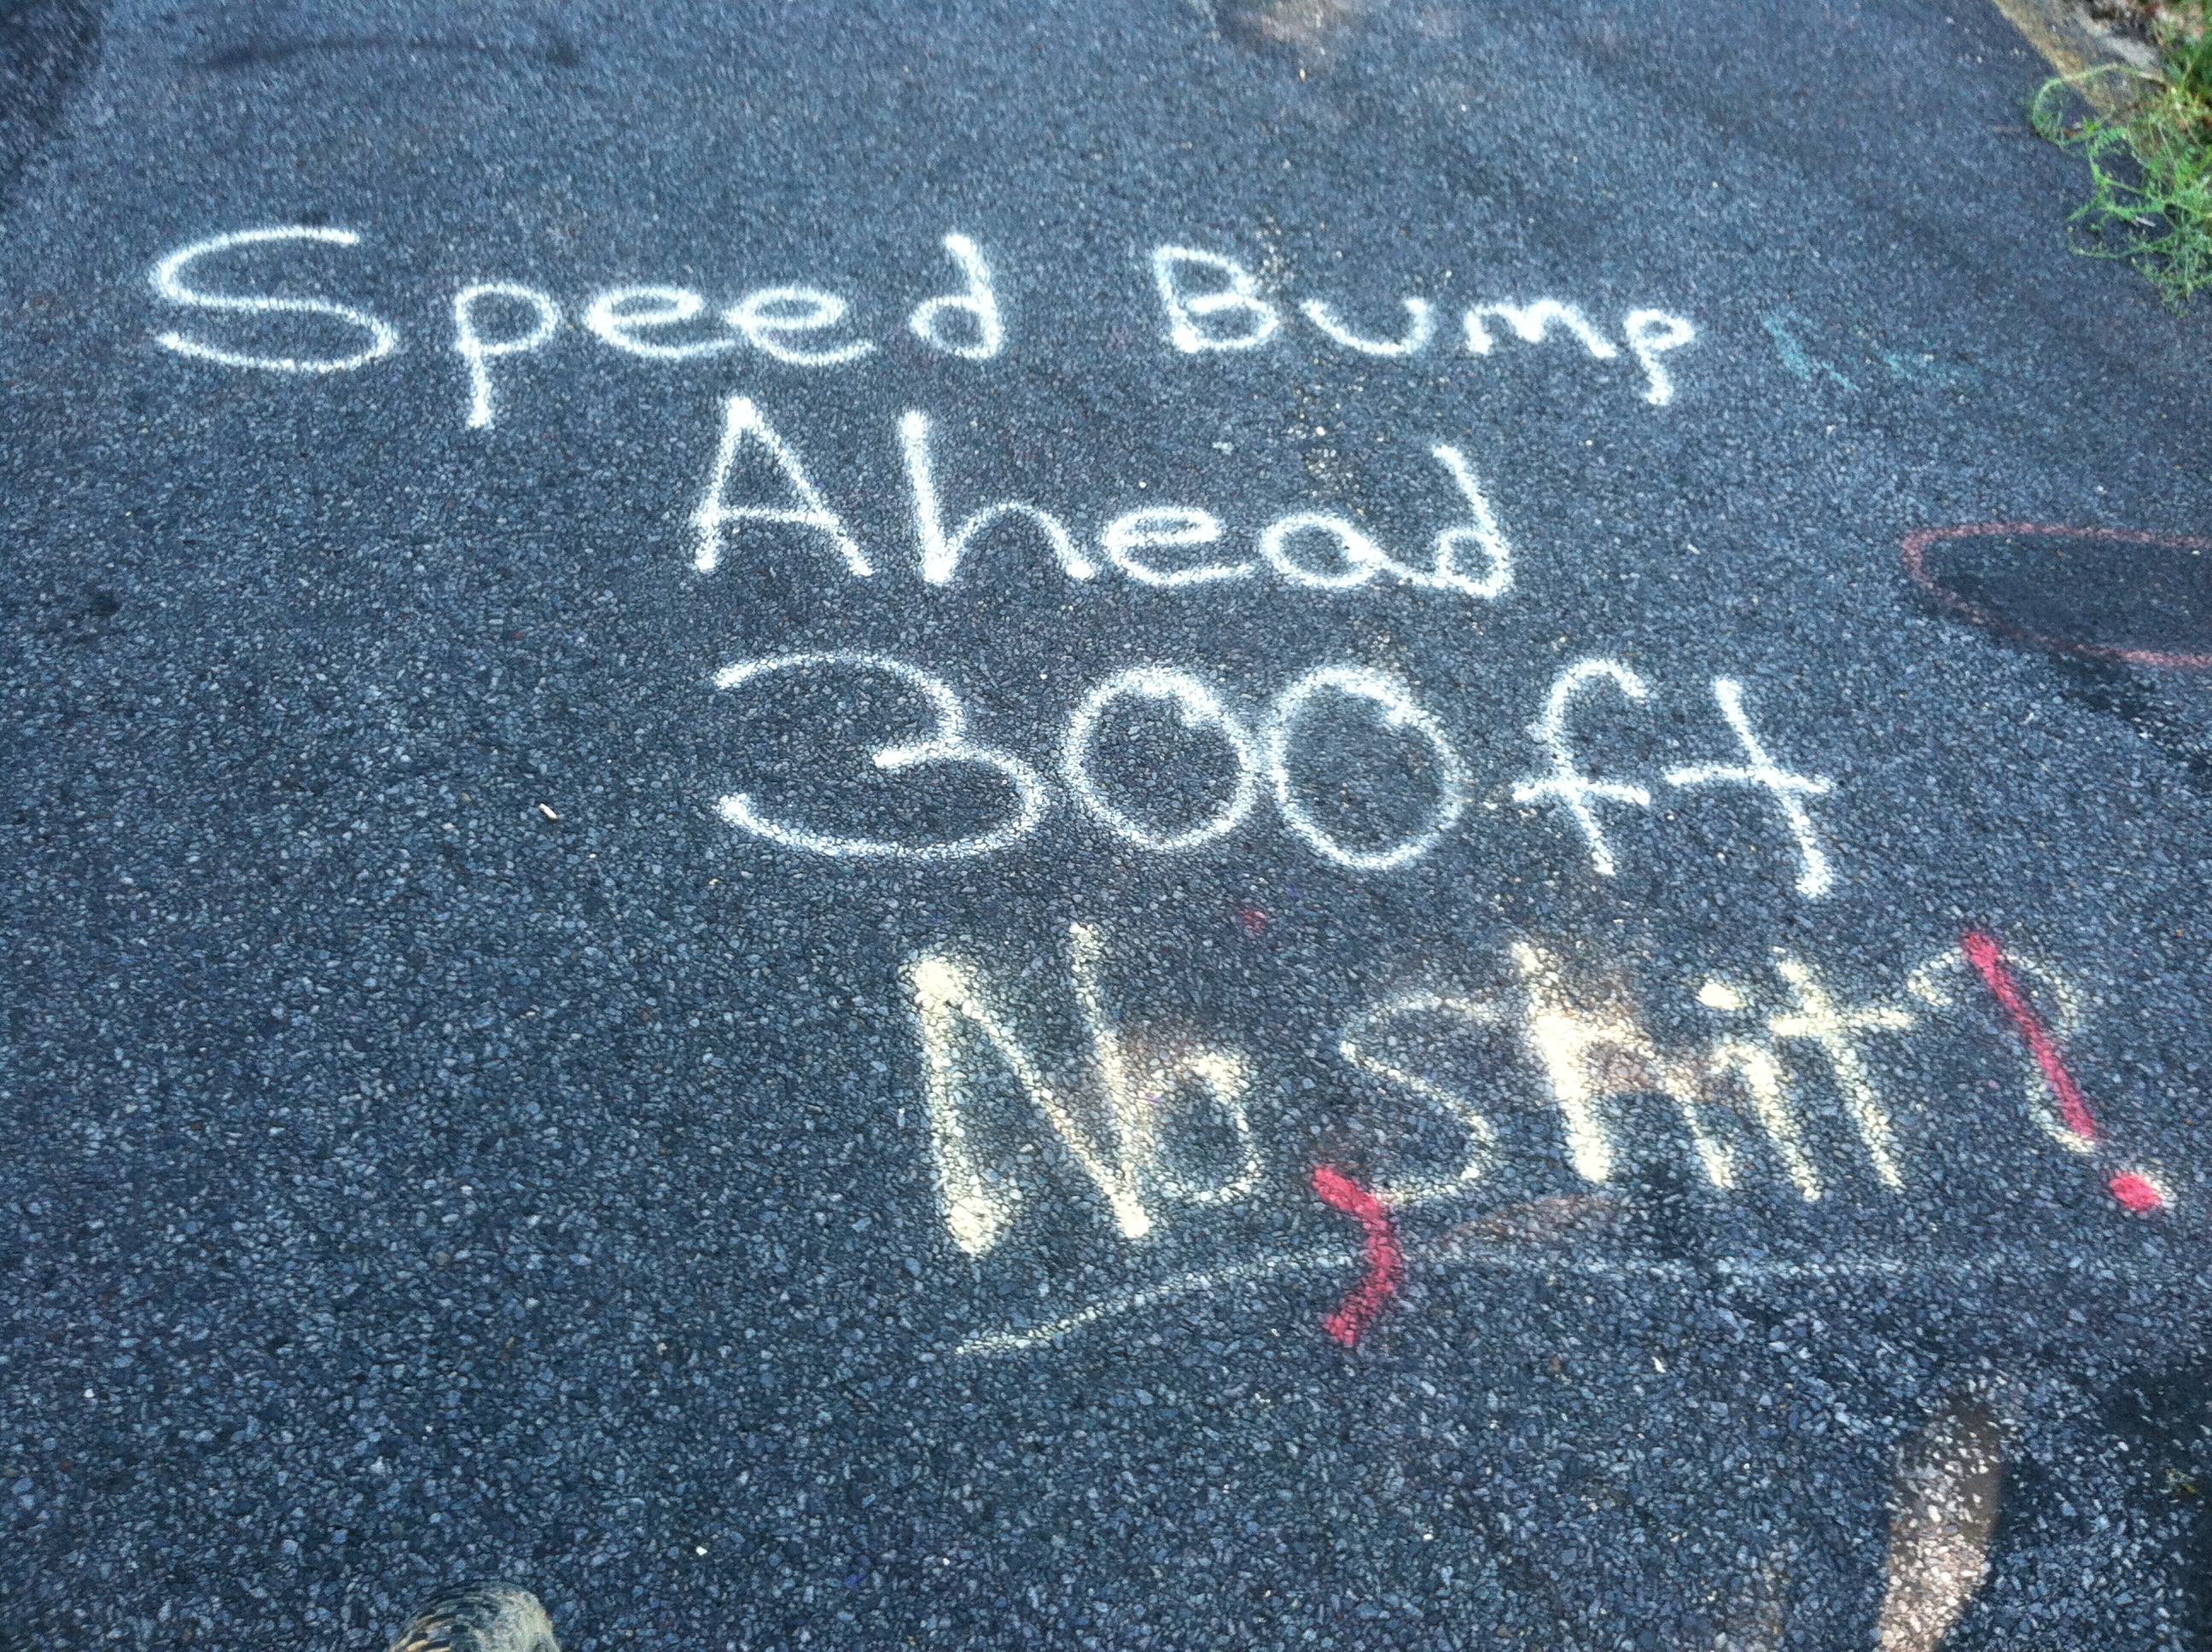 Speed Bump
Ahead
300ft
No, Shit!